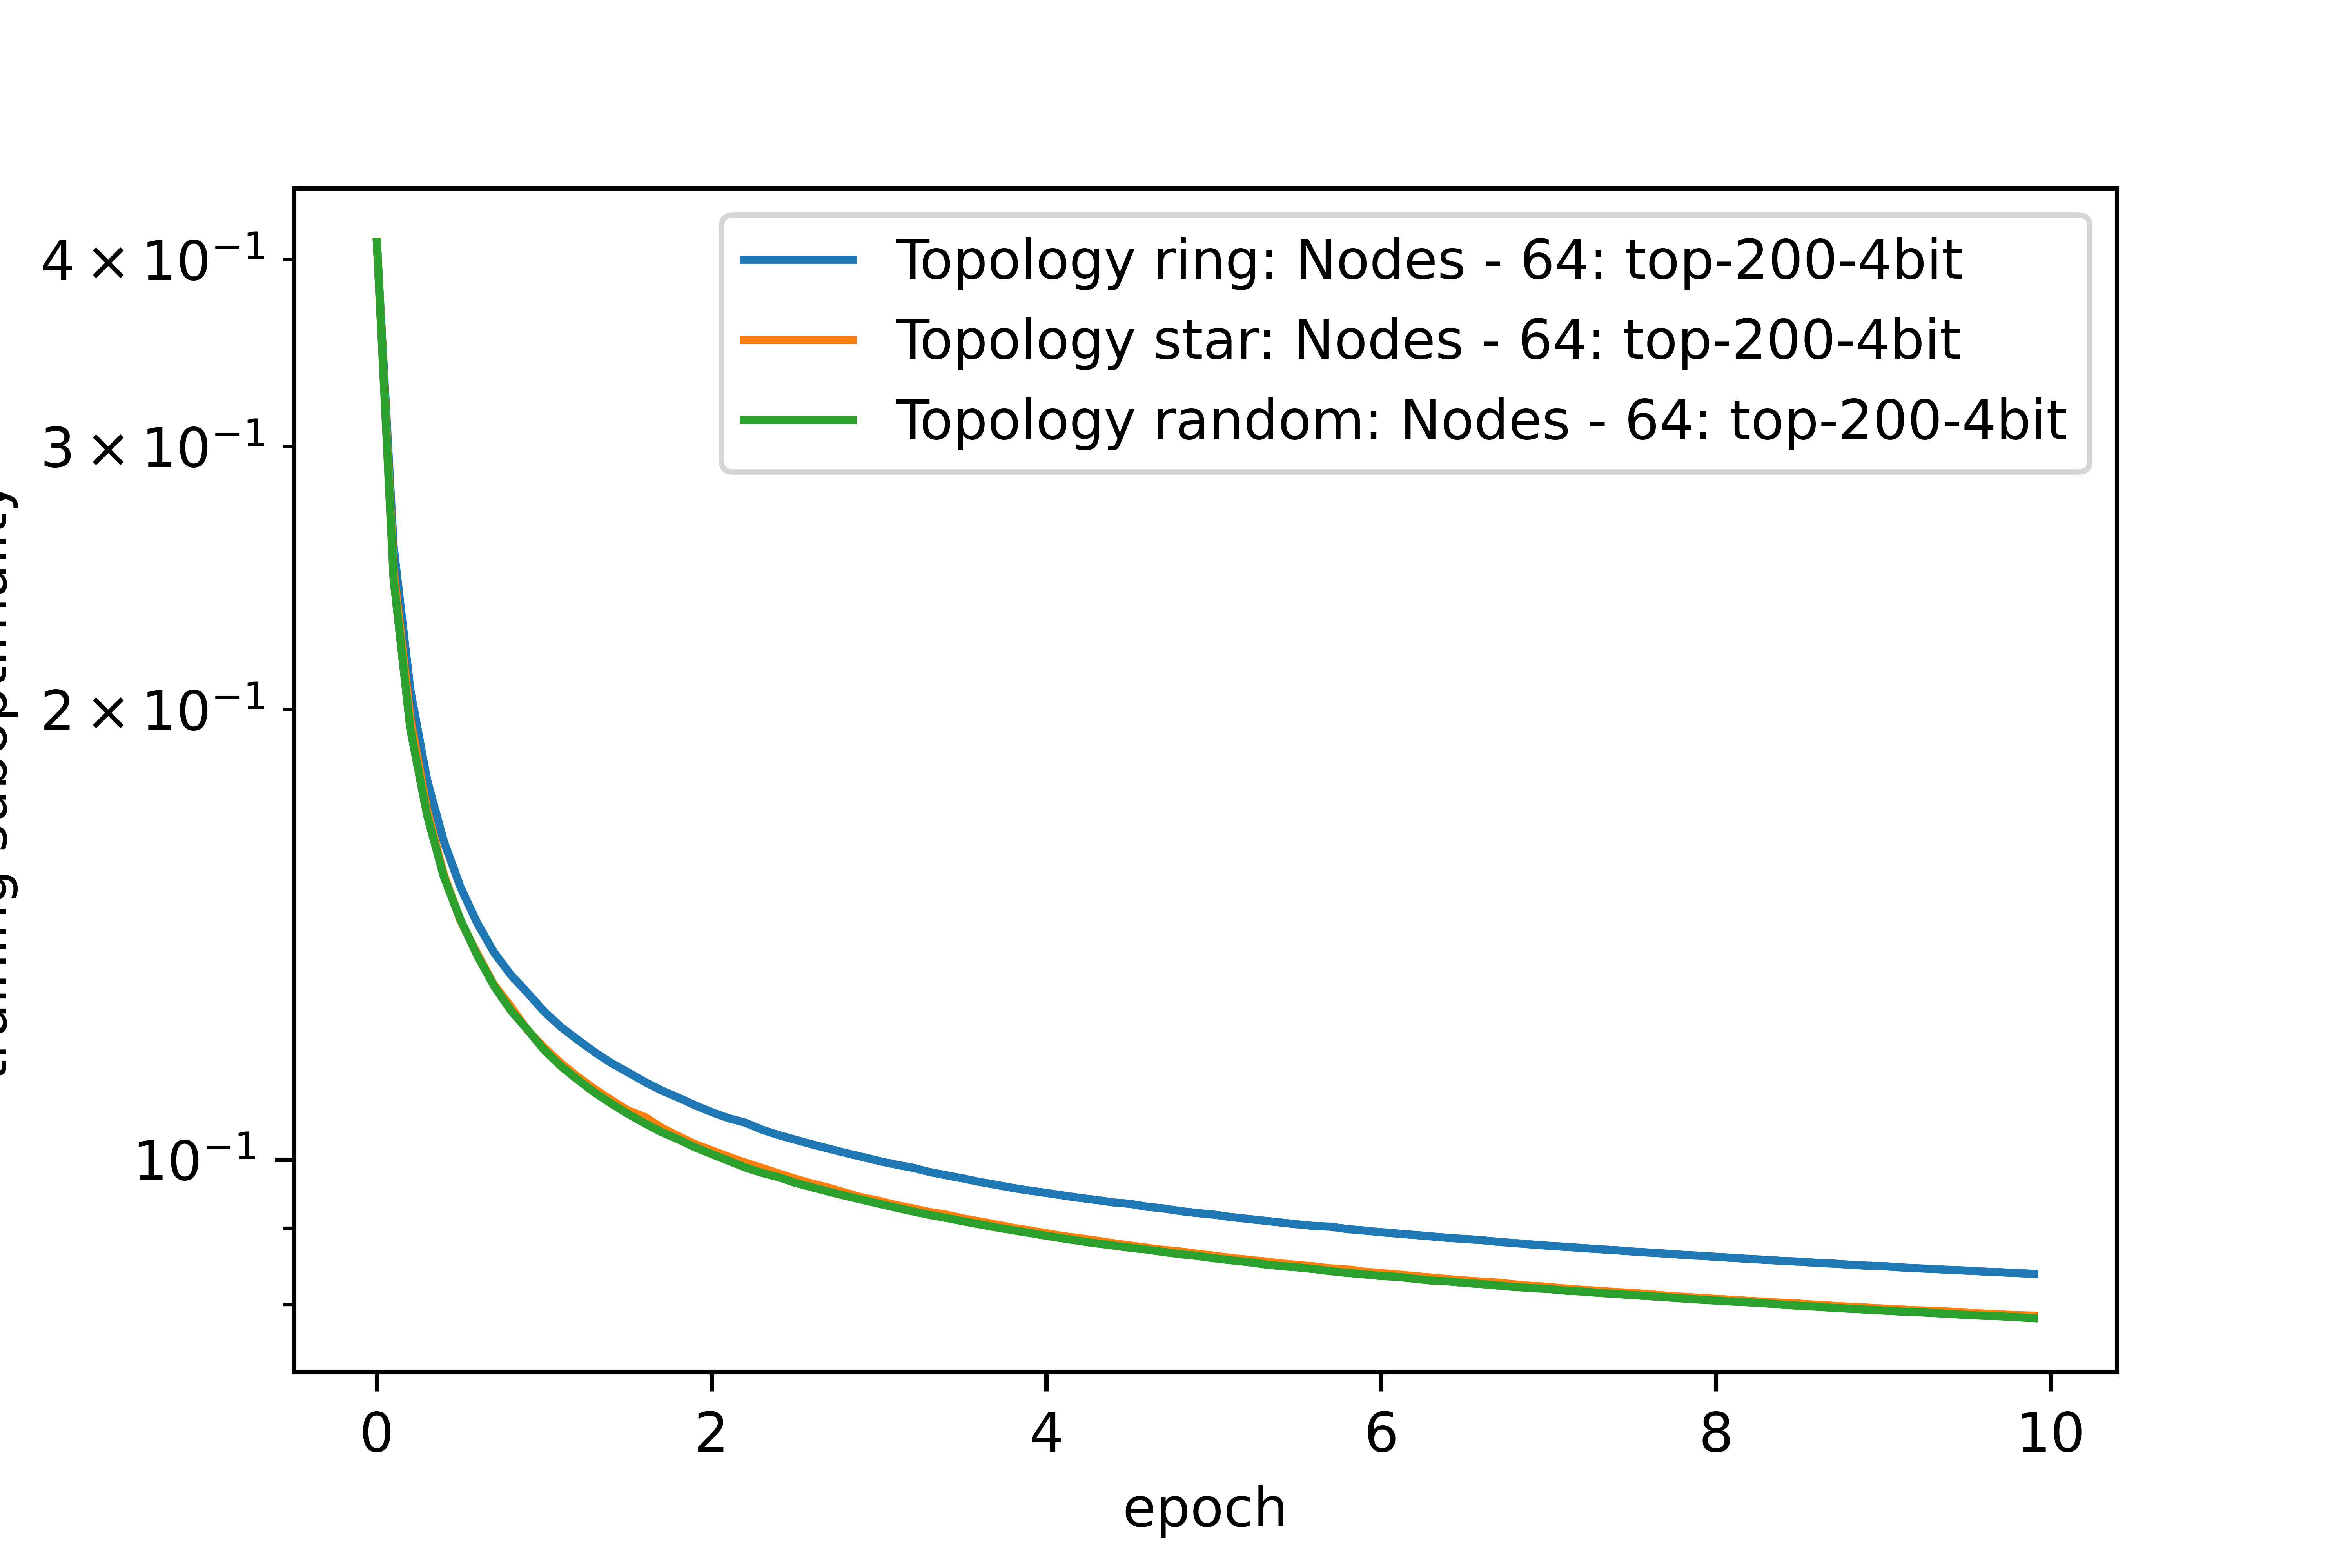 4 × 10⁻¹
3 × 10⁻¹
2 × 10⁻¹
10⁻¹
Topology ring: Nodes - 64: top-200-4bit
Topology star: Nodes - 64: top-200-4bit
Topology random: Nodes - 64: top-200-4bit
0 2 4 6 8 10
epoch